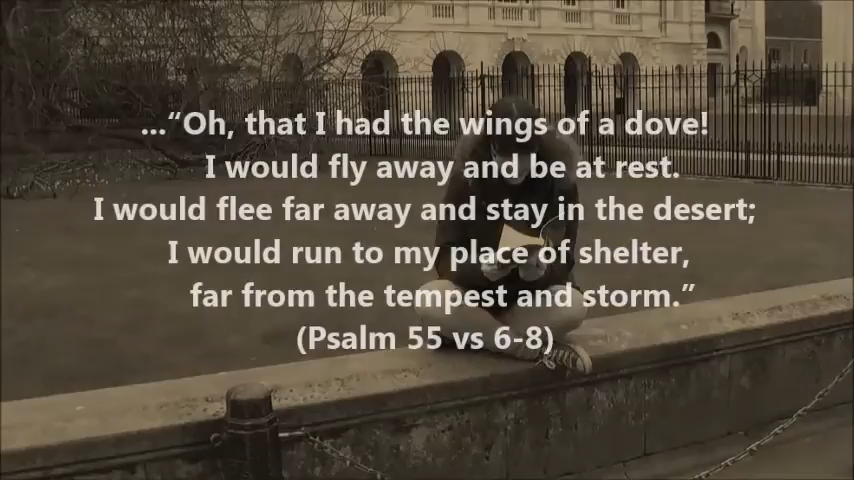 ...“Oh, that I had the wings of a dove!
I would fly away and be at rest.
I would flee far away and stay in the desert;
I would run to my place of shelter,
far from the tempest and storm.”
(Psalm 55 vs 6-8)